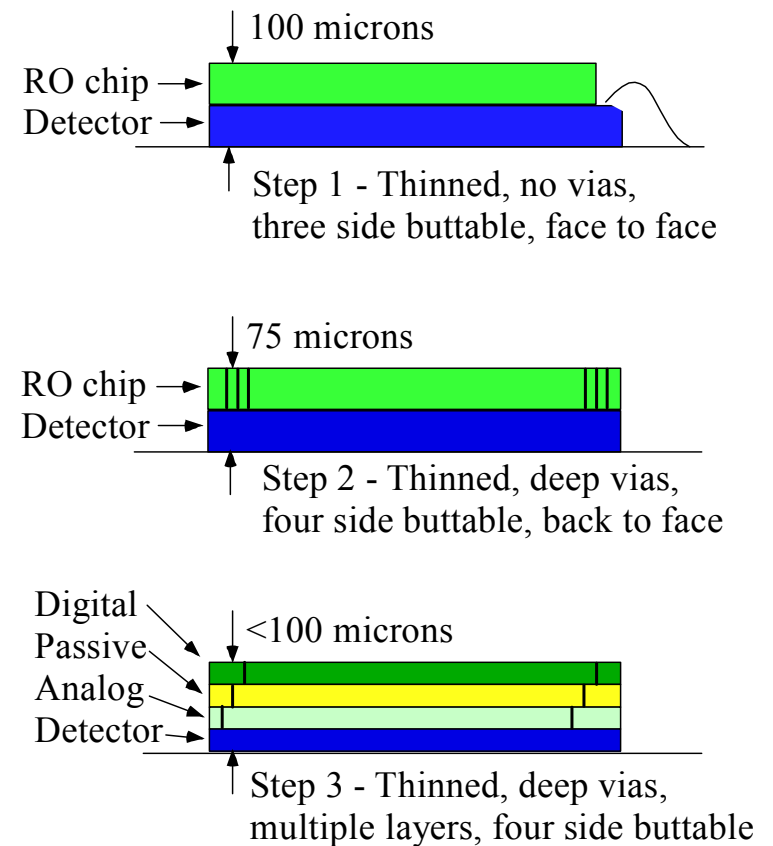 100 microns
RO chip
Detector
Step 1 - Thinned, no vias,
three side buttable, face to face
75 microns
RO chip
Detector
Step 2 - Thinned, deep vias,
four side buttable, back to face
Digital
<100 microns
Passive
Analog
Detector
Step 3 - Thinned, deep vias,
multiple layers, four side buttable